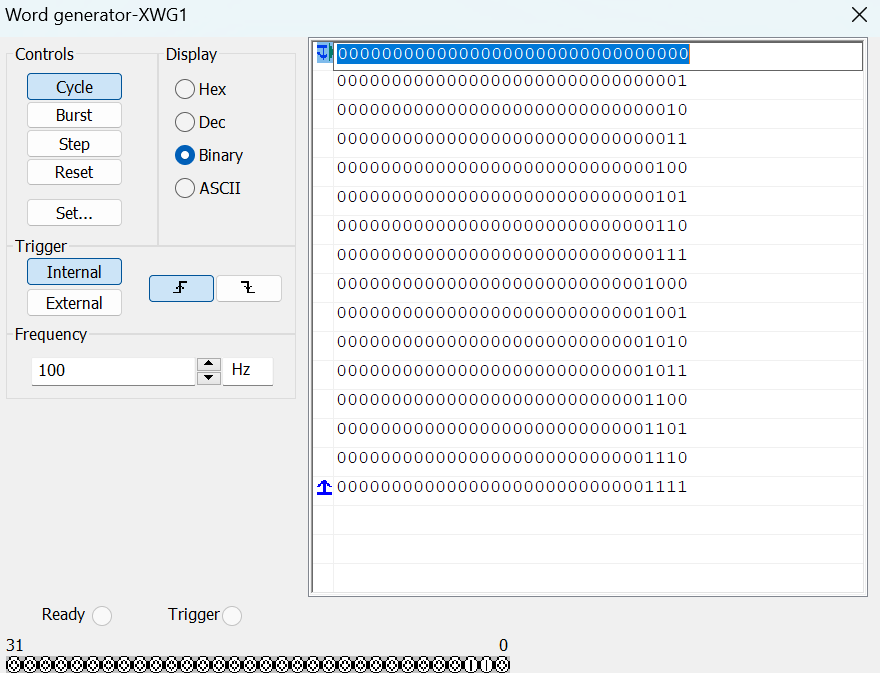 Word generator-XWG1
Controls
Cycle
Burst
Step
Reset
Set...
Display
Hex
Dec
Binary
ASCII
Trigger
Internal
External
Frequency
100 Hz
00000000000000000000000000000000
00000000000000000000000000000001
00000000000000000000000000000010
00000000000000000000000000000011
00000000000000000000000000000100
00000000000000000000000000000101
00000000000000000000000000000110
00000000000000000000000000000111
00000000000000000000000000001000
00000000000000000000000000001001
00000000000000000000000000001010
00000000000000000000000000001011
00000000000000000000000000001100
00000000000000000000000000001101
00000000000000000000000000001110
00000000000000000000000000001111
Ready Trigger
31 0